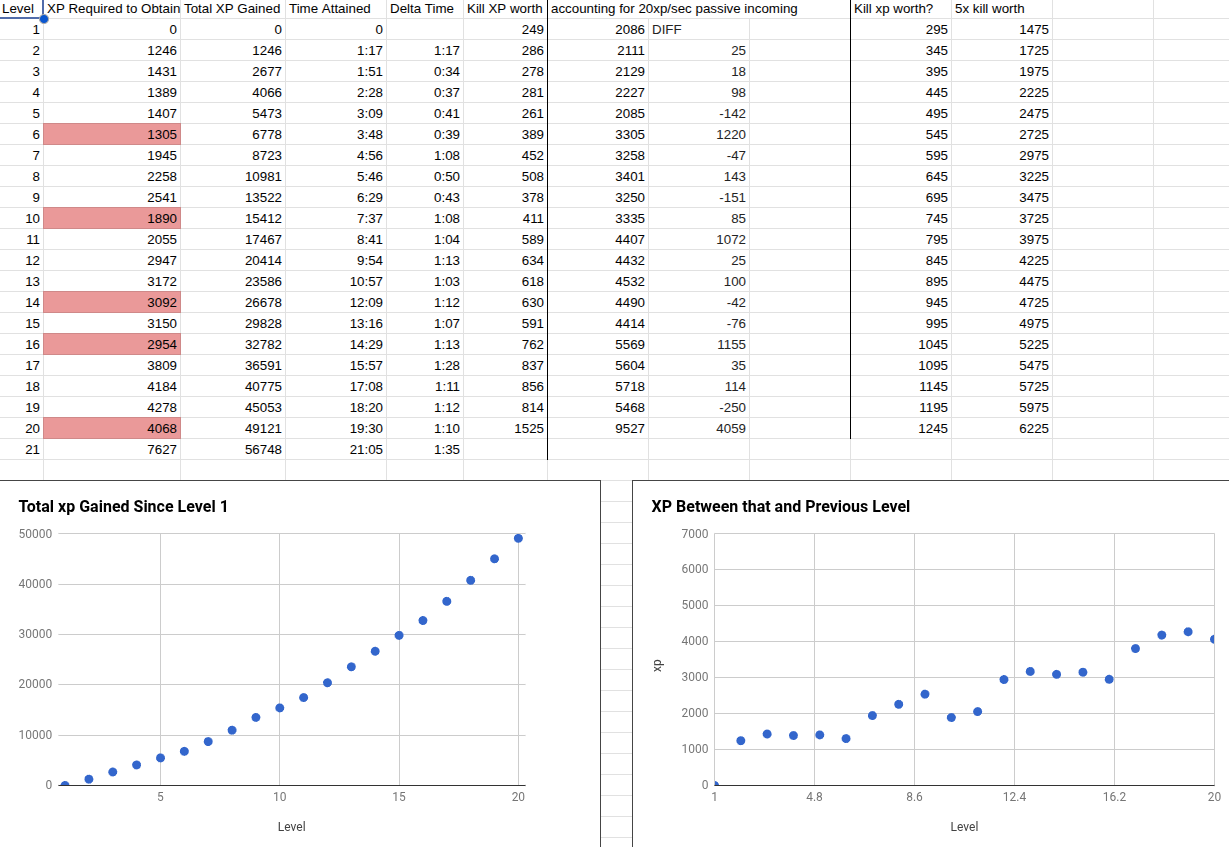 Level XP Required to Obtain Total XP Gained Time Attained Delta Time Kill XP worth accounting for 20xp/sec passive incoming Kill xp worth? 5x kill worth
1 0 0 0 249 2086 DIFF 295 1475
2 1246 1246 1:17 1:17 286 2111 25 345 1725
3 1431 2677 1:51 0:34 278 2129 18 395 1975
4 1389 4066 2:28 0:37 281 2227 98 445 2225
5 1407 5473 3:09 0:41 261 2085 -142 495 2475
6 1305 6778 3:48 0:39 389 3305 1220 545 2725
7 1945 8723 4:56 1:08 452 3258 -47 595 2975
8 2258 10981 5:46 0:50 508 3401 143 645 3225
9 2541 13522 6:29 0:43 378 3250 -151 695 3475
10 1890 15412 7:37 1:08 411 3335 85 745 3725
11 2055 17467 8:41 1:04 589 4407 1072 795 3975
12 2947 20414 9:54 1:13 634 4432 25 845 4225
13 3172 23586 10:57 1:03 618 4532 100 895 4475
14 3092 26678 12:09 1:12 630 4490 -42 945 4725
15 3150 29828 13:16 1:07 591 4414 -76 995 4975
16 2954 32782 14:29 1:13 762 5569 1155 1045 5225
17 3809 36591 15:57 1:28 837 5604 35 1095 5475
18 4184 40775 17:08 1:11 856 5718 114 1145 5725
19 4278 45053 18:20 1:12 814 5468 -250 1195 5975
20 4068 49121 19:30 1:10 1525 9527 4059 1245 6225
21 7627 56748 21:05 1:35
Total xp Gained Since Level 1
50000
40000
30000
20000
10000
0
5 10 15 20
Level
XP Between that and Previous Level
7000
6000
5000
4000
xp
3000
2000
1000
0
1 4.8 8.6 12.4 16.2 20
Level